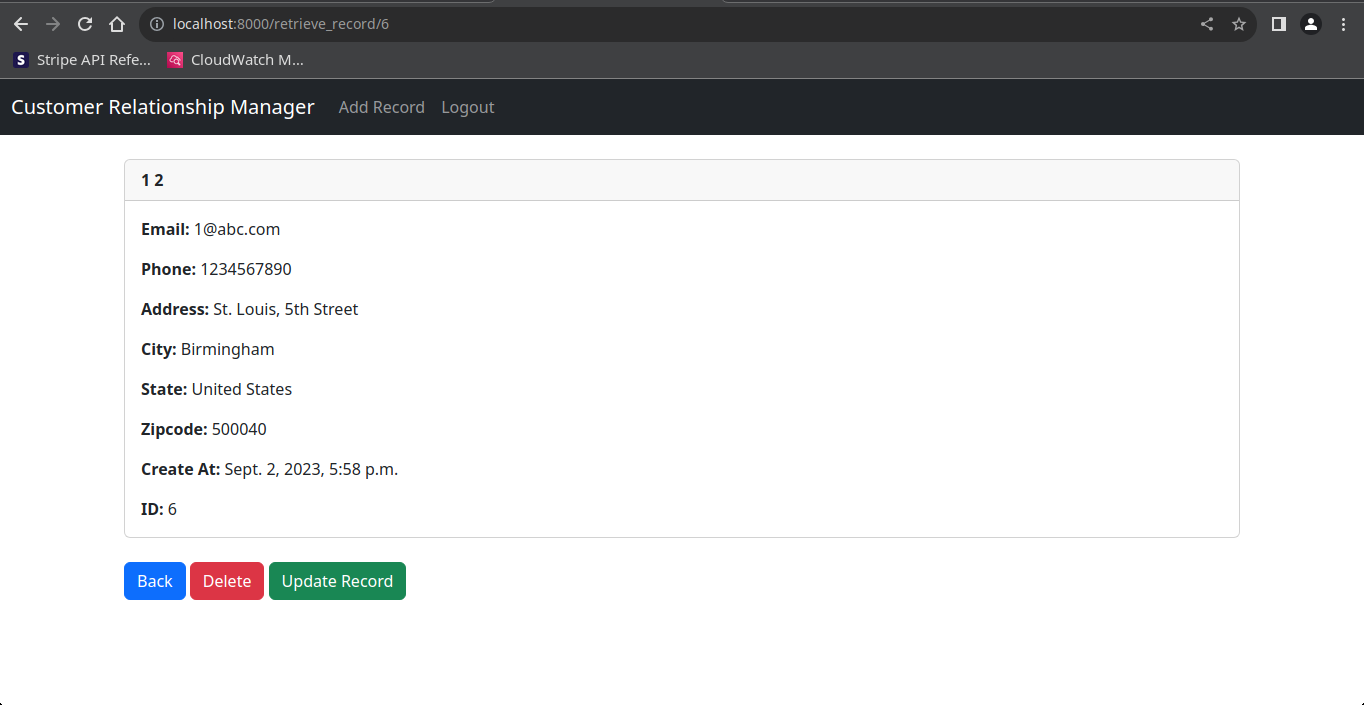 localhost:8000/retrieve_record/6
S Stripe API Refe... CloudWatch M...
Customer Relationship Manager Add Record Logout
1 2
Email: 1@abc.com
Phone: 1234567890
Address: St. Louis, 5th Street
City: Birmingham
State: United States
Zipcode: 500040
Create At: Sept. 2, 2023, 5:58 p.m.
ID: 6
Back Delete Update Record